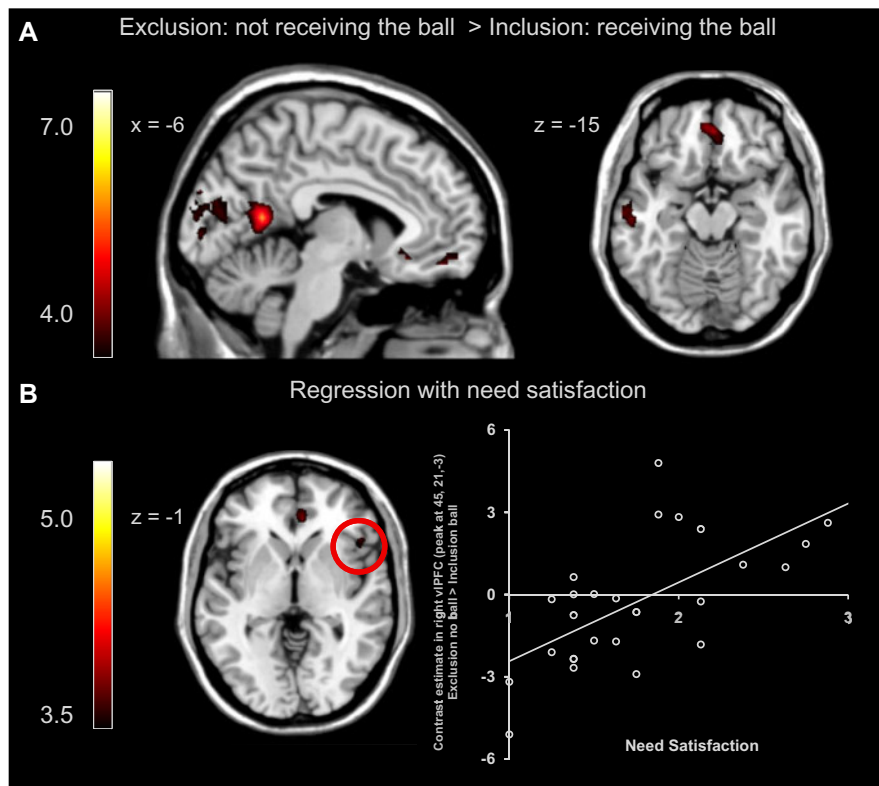 A
Exclusion: not receiving the ball > Inclusion: receiving the ball
7.0
x = -6
z = -15
4.0
B
Regression with need satisfaction
5.0
z = -1
3.5
Contrast estimate in right vlPFC (peak at 45, 21,-3)
Exclusion no ball > Inclusion ball
6
3
0
-3
-6
1
2
3
Need Satisfaction